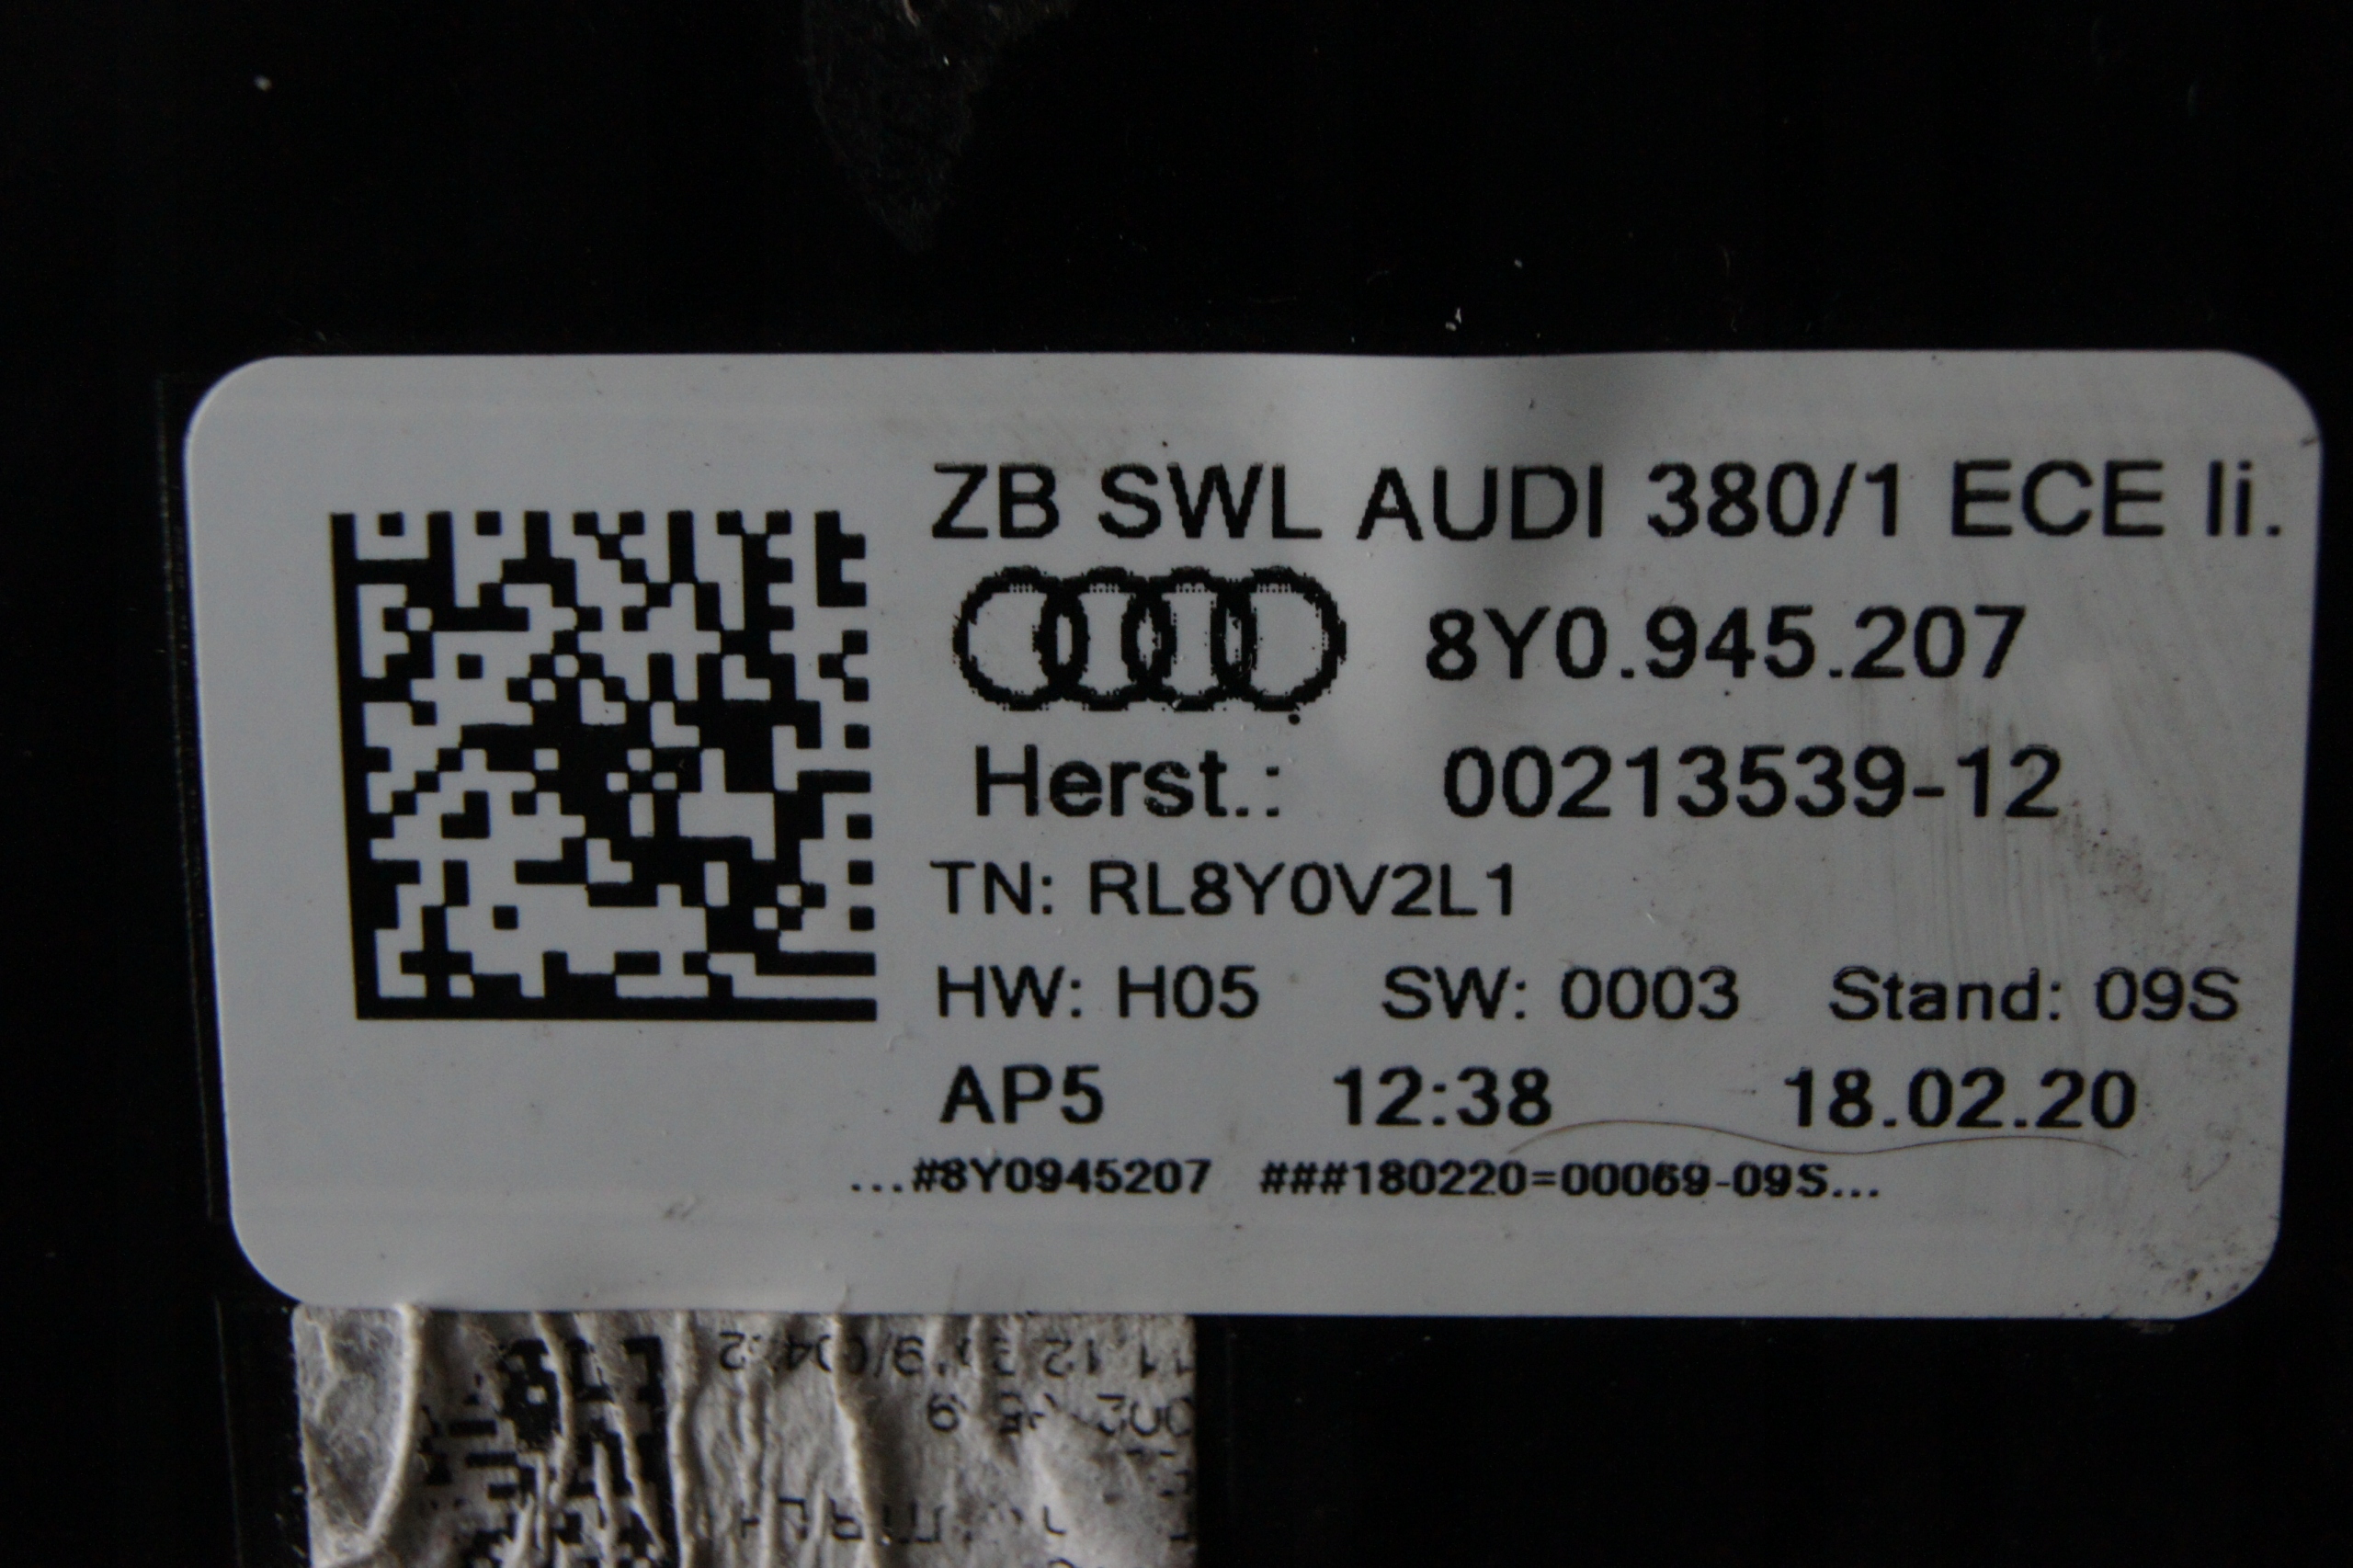 ZB SWL AUDI 380/1 ECE li.
8Y0.945.207
Herst.: 00213539-12
TN: RL8Y0V2L1
HW: H05 SW: 0003 Stand: 09S
AP5 12:38 18.02.20
...#8Y0945207 ###180220=00069-09S...